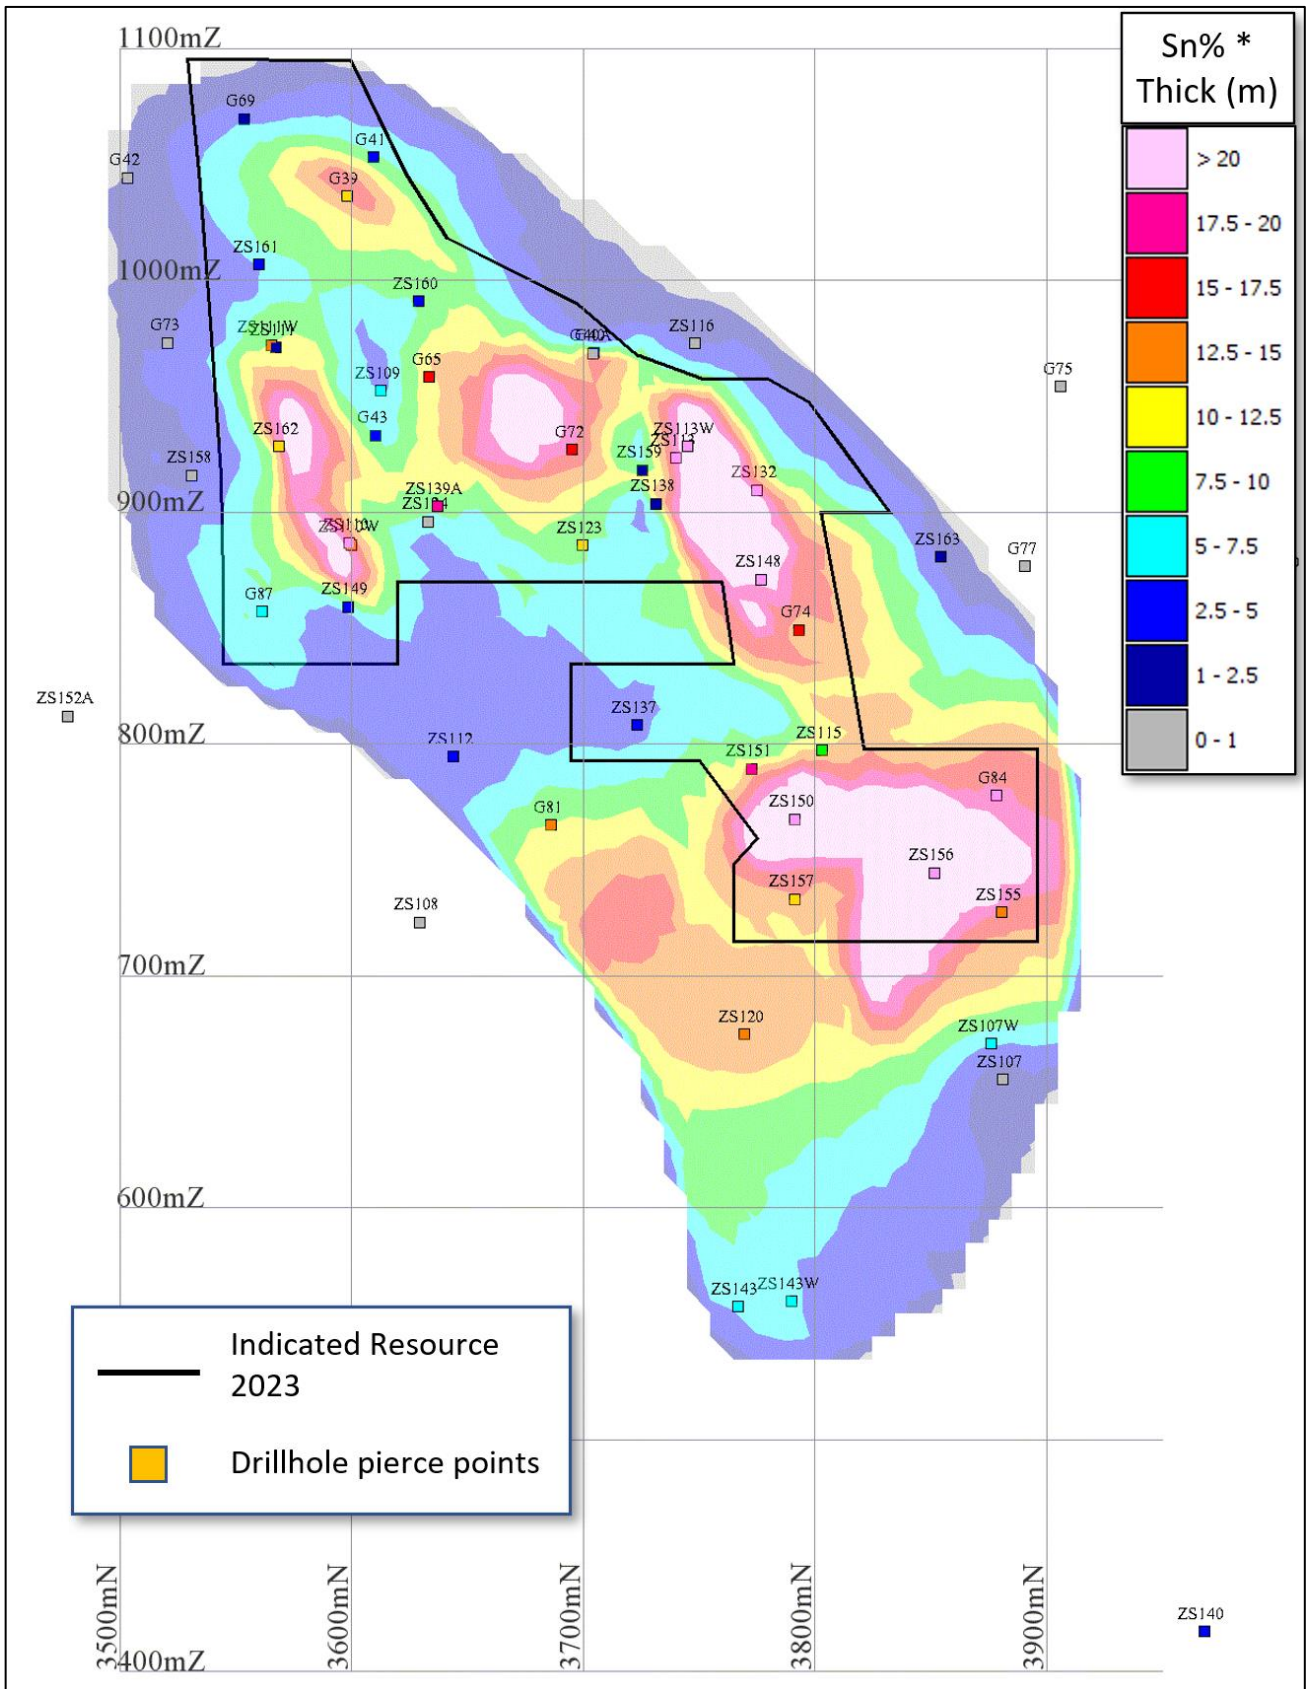 Sn% *
Thick (m)
> 20
17.5 - 20
15 - 17.5
12.5 - 15
10 - 12.5
7.5 - 10
5 - 7.5
2.5 - 5
1 - 2.5
0 - 1
1100mZ
G69
G41
G42
G39
ZS161
1000mZ
ZS160
G73
ZS111W
ZS116
G65
G75
ZS109
G72
G43
ZS162
ZS113W
ZS159
ZS158
ZS132
ZS138
ZS139A
900mZ
ZS123
ZS163
G77
ZS148
G87
ZS149
G74
ZS152A
ZS137
800mZ
ZS112
ZS115
ZS151
G84
G81
ZS150
ZS156
ZS157
ZS155
ZS108
700mZ
ZS120
ZS107W
ZS107
600mZ
ZS143
ZS143W
Indicated Resource
2023
Drillhole pierce points
3500mN
3600mN
3700mN
3800mN
3900mN
ZS140
400mZ